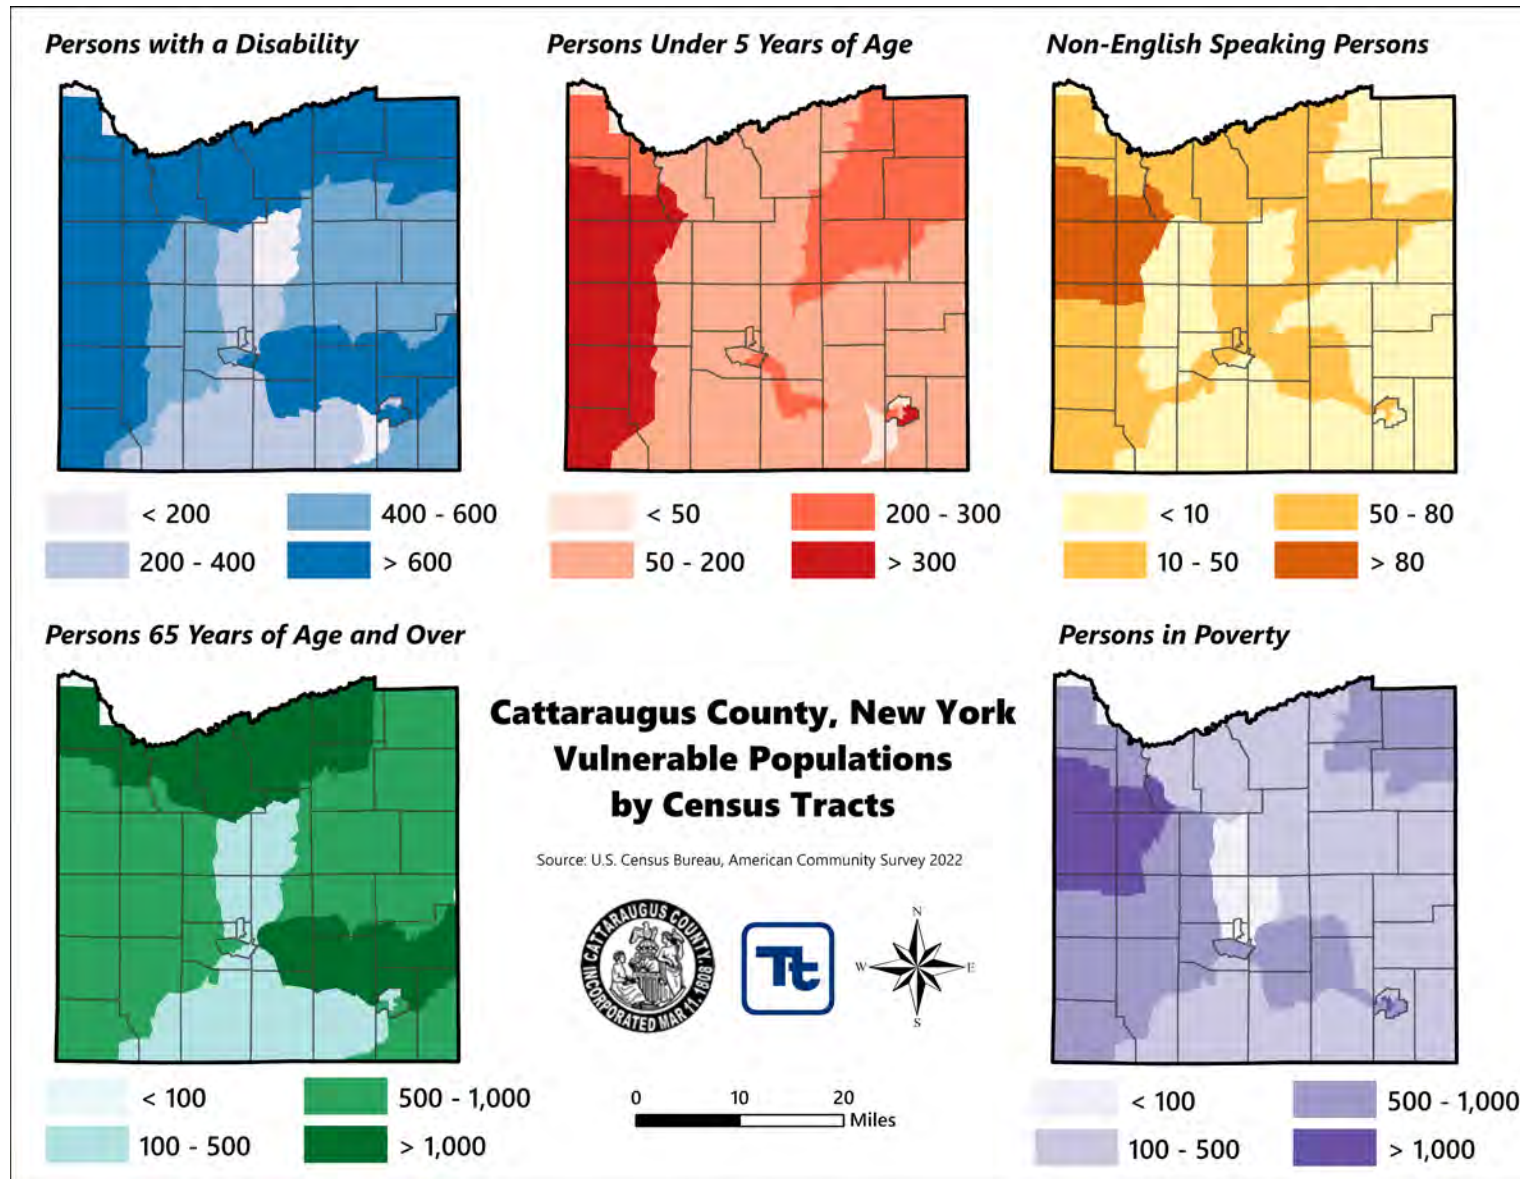 Persons with a Disability
Persons Under 5 Years of Age
Non-English Speaking Persons
< 200
400 - 600
200 - 400
> 600
< 50
200 - 300
50 - 200
> 300
< 10
50 - 80
10 - 50
> 80
Persons 65 Years of Age and Over
Persons in Poverty
Cattaraugus County, New York
Vulnerable Populations
by Census Tracts
Source: U.S. Census Bureau, American Community Survey 2022
CATTARAUGUS COUNTY.
INCORPORATED MAR 11. 1808
Tt
N
W
E
S
< 100
500 - 1,000
100 - 500
> 1,000
0
10
20
Miles
< 100
500 - 1,000
100 - 500
> 1,000